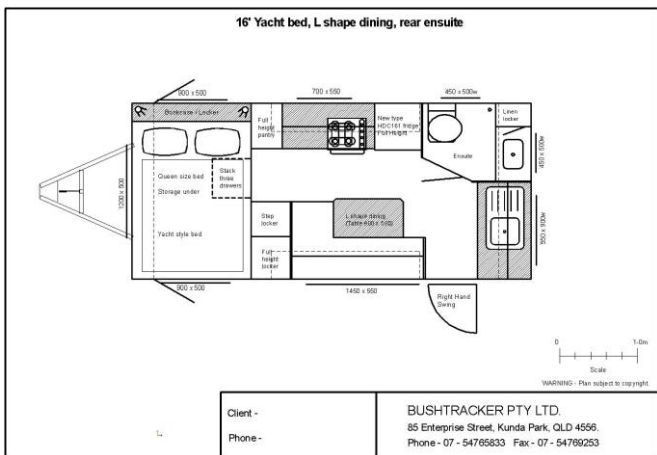 16' Yacht bed, L shape dining, rear ensuite
900 x 500
700 x 550
450 x 500w
Bookcase / Locker
Full
height
pantry
New type
HDC161 fridge
Full Height
Linen
locker
Ensuite
450 x 500w
1200 x 500
Queen size bed
Storage under
Stack
three
drawers
Yacht style bed
Step
locker
Full
height
locker
L shape dining
(Table 900 x 500)
550 x 900w
900 x 500
1450 x 550
Right Hand
Swing
0
1-0m
Scale
WARNING - Plan subject to copyright.
Client -
Phone -
BUSHTRACKER PTY LTD.
85 Enterprise Street, Kunda Park, QLD 4556.
Phone - 07 - 54765833 Fax - 07 - 54769253